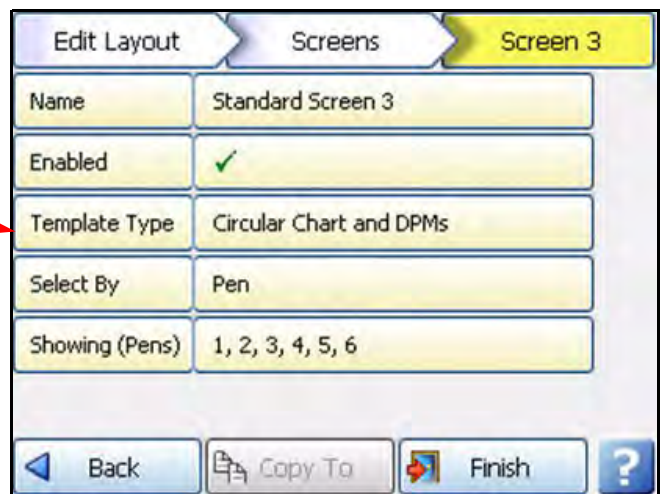 Edit Layout Screens Screen 3
Name Standard Screen 3
Enabled ✓
Template Type Circular Chart and DPMs
Select By Pen
Showing (Pens) 1, 2, 3, 4, 5, 6
Back Copy To Finish ?